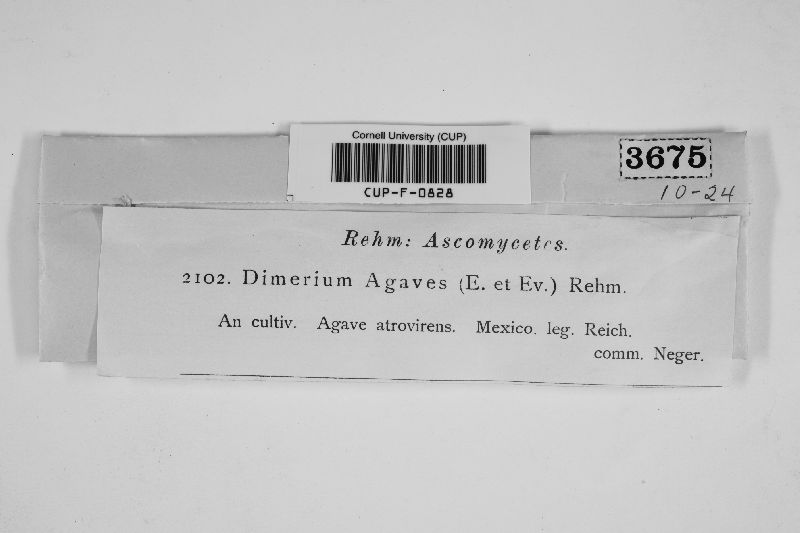 Cornell University (CUP)
CUP-F-0828
3675
10-24
Rehm: Ascomycetes.
2102. Dimerium Agaves (E. et Ev.) Rehm.
An cultiv. Agave atrovirens. Mexico. leg. Reich.
comm. Neger.